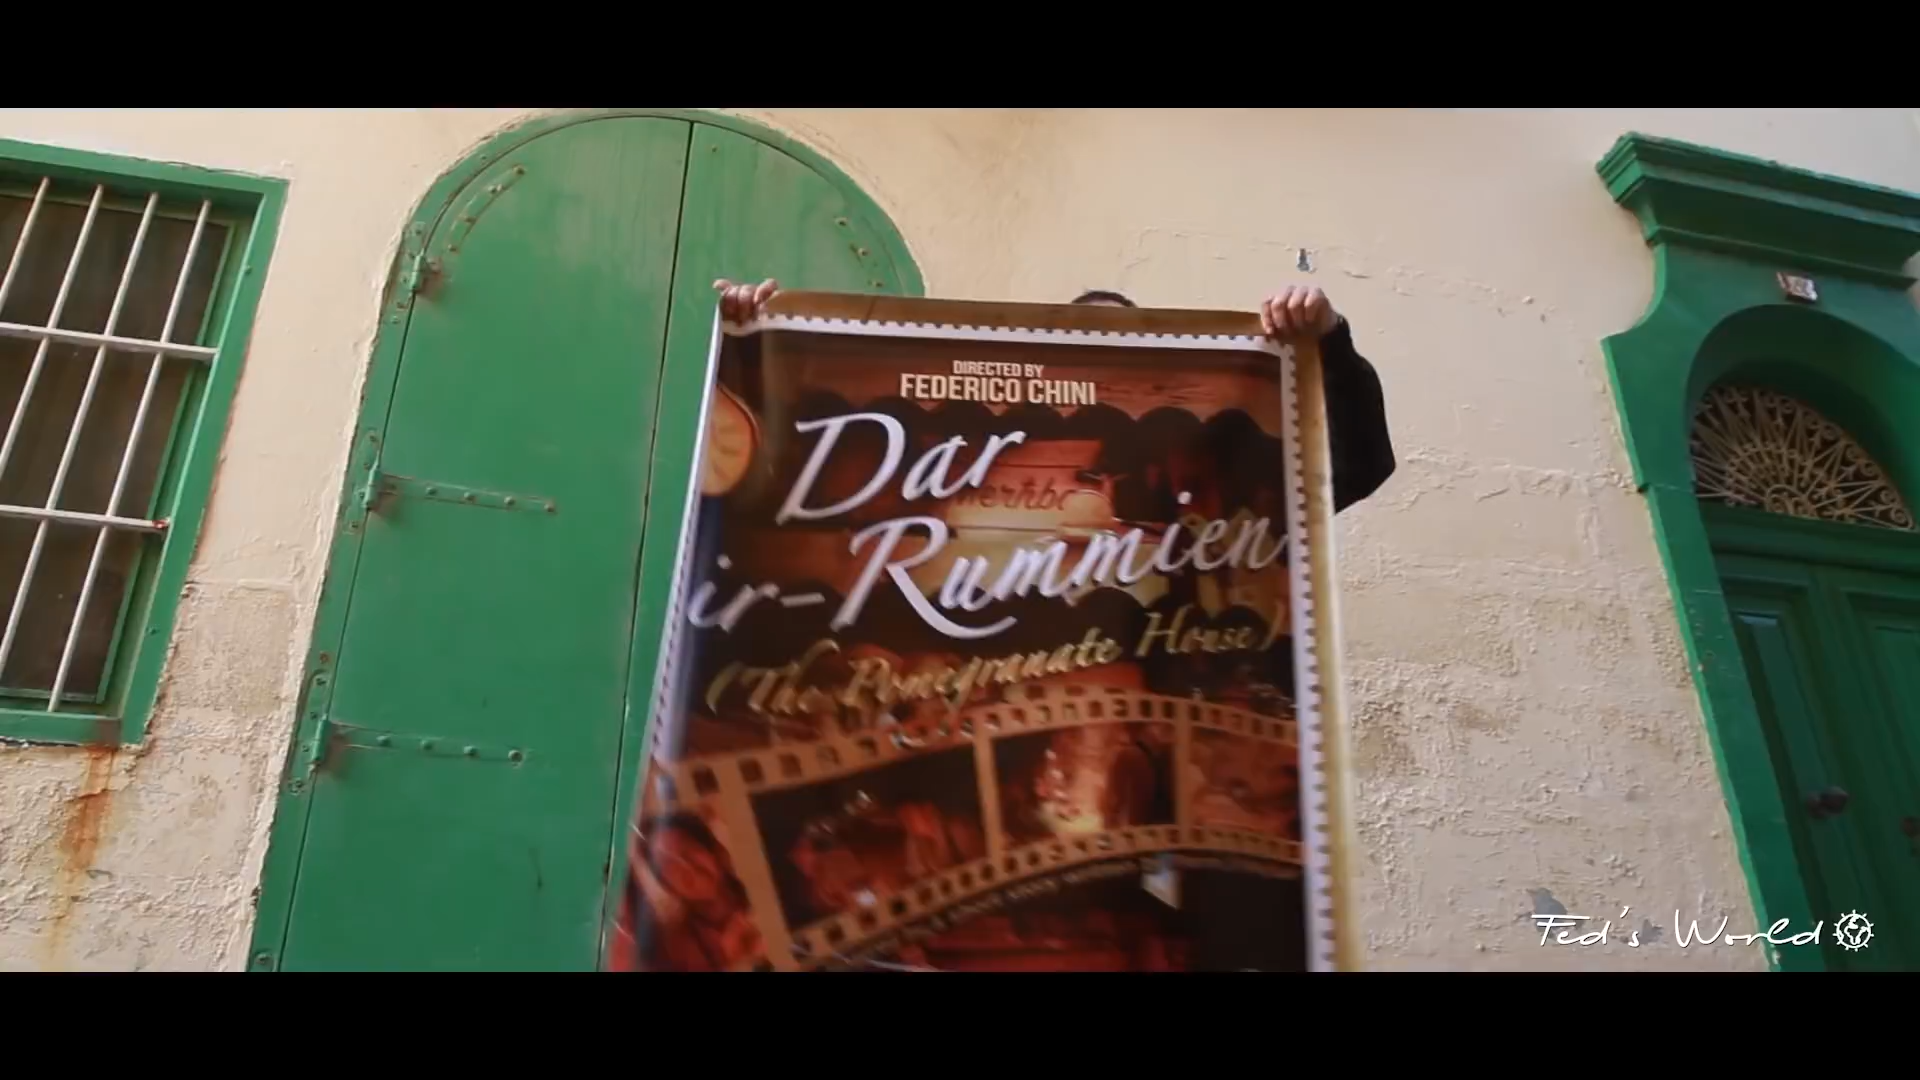 DIRECTED BY
FEDERICO CHINI
Dar
ir-Rummien
(The Pomegranate House)
Fed's World